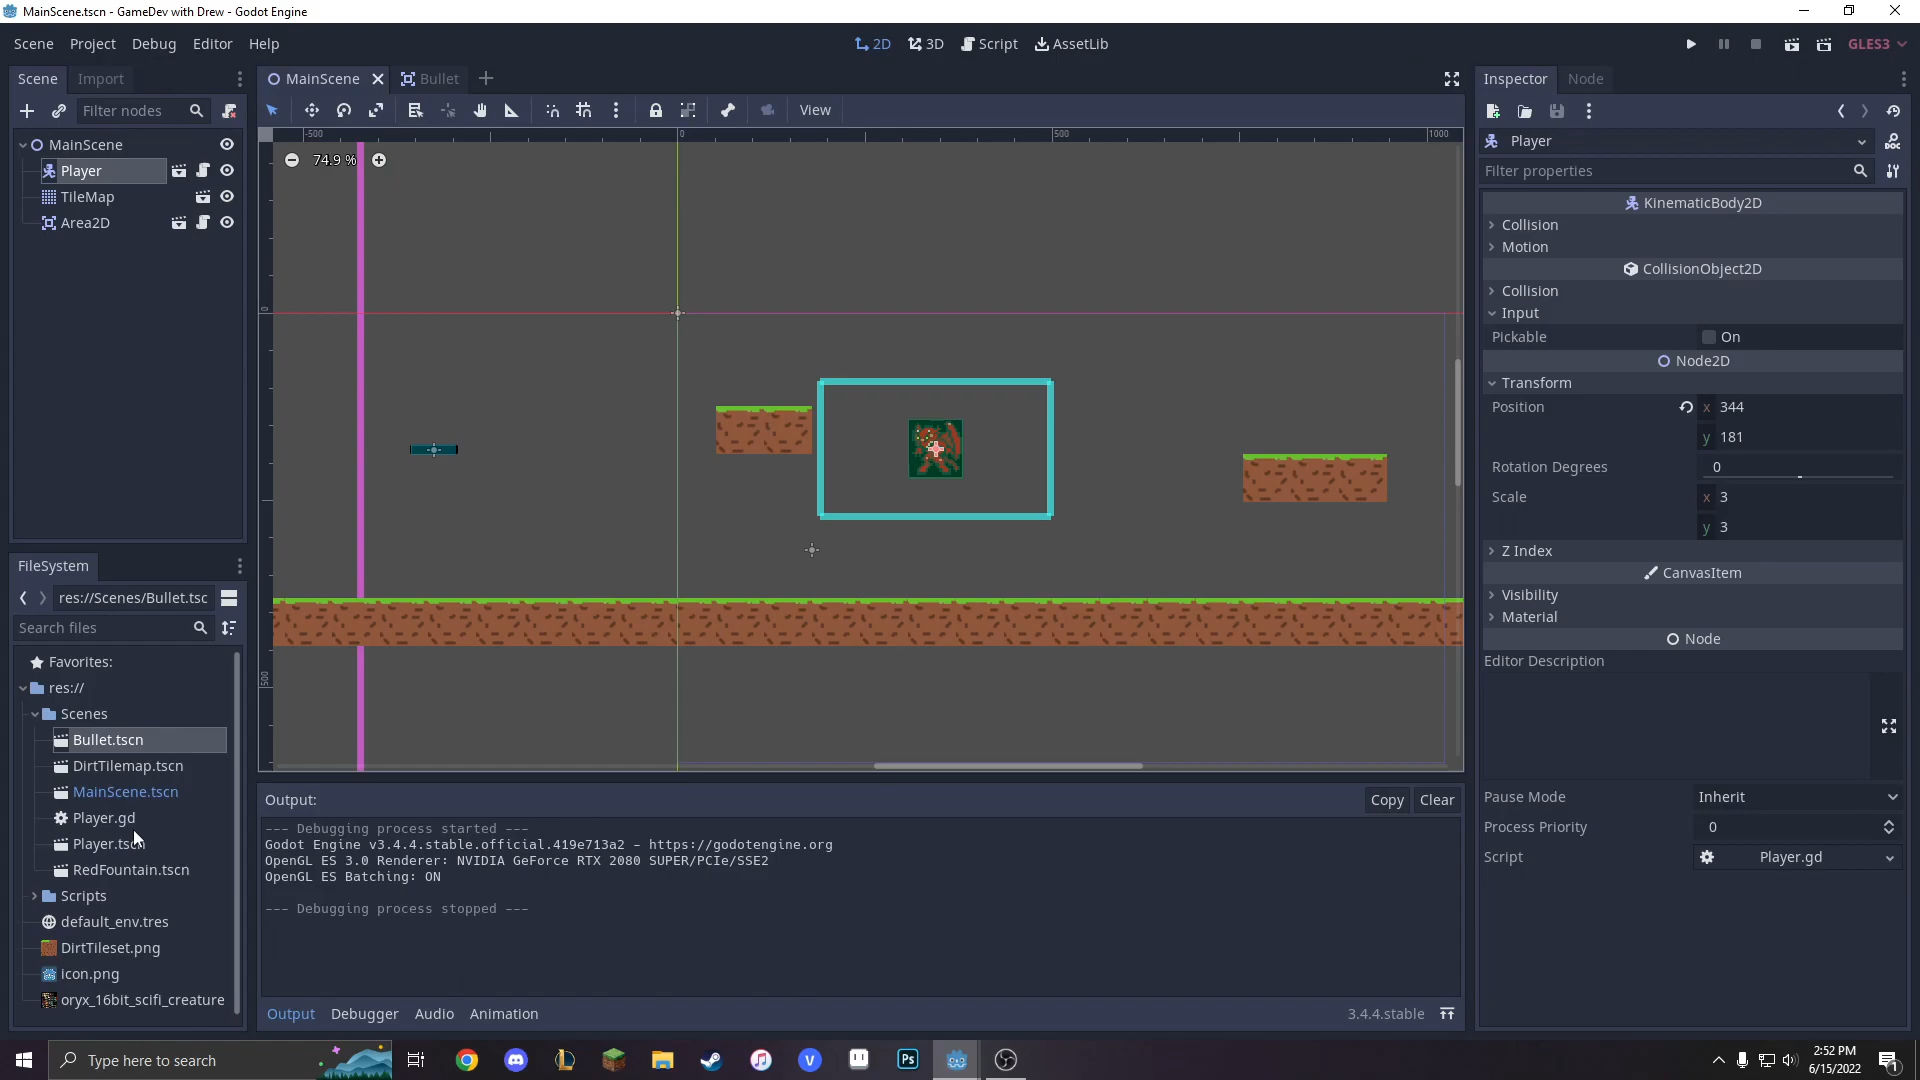 MainScene.tscn - GameDev with Drew - Godot Engine
Scene Project Debug Editor Help
2D 3D Script AssetLib
GLES3
Scene Import
MainScene Bullet
Inspector Node
Filter nodes
View
MainScene
Player
TileMap
Area2D
-500 0 500 1000
74.9 %
0
500
Player
Filter properties
KinematicBody2D
Collision
Motion
CollisionObject2D
Collision
Input
Pickable On
Node2D
Transform
Position x 344
y 181
Rotation Degrees 0
Scale x 3
y 3
Z Index
CanvasItem
Visibility
Material
Node
Editor Description
Pause Mode Inherit
Process Priority 0
Script Player.gd
FileSystem
res://Scenes/Bullet.tsc
Search files
Favorites:
res://
Scenes
Bullet.tscn
DirtTilemap.tscn
MainScene.tscn
Player.gd
Player.tscn
RedFountain.tscn
Scripts
default_env.tres
DirtTileset.png
icon.png
oryx_16bit_scifi_creature
Output:
Copy Clear
--- Debugging process started ---
Godot Engine v3.4.4.stable.official.419e713a2 - https://godotengine.org
OpenGL ES 3.0 Renderer: NVIDIA GeForce RTX 2080 SUPER/PCIe/SSE2
OpenGL ES Batching: ON
--- Debugging process stopped ---
Output Debugger Audio Animation
3.4.4.stable
Type here to search
Ps
2:52 PM
6/15/2022
1